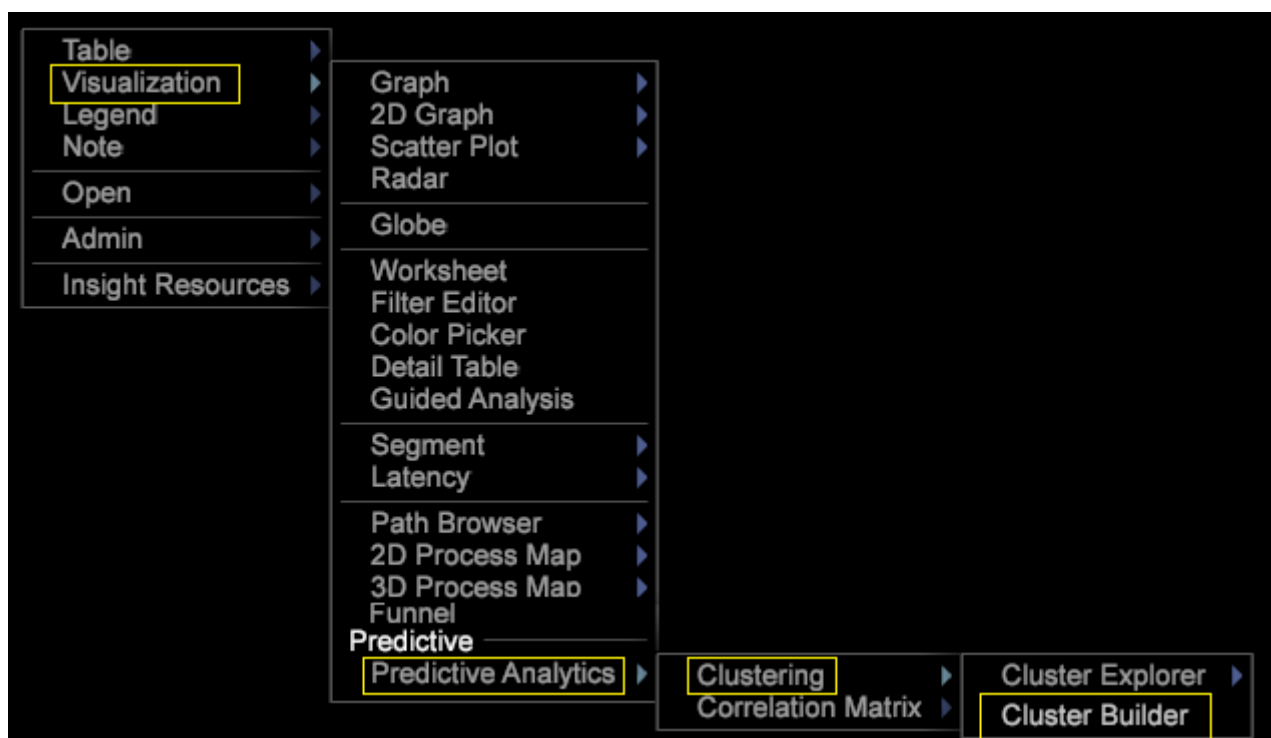 Table
Visualization
Legend
Note
Open
Admin
Insight Resources
Graph
2D Graph
Scatter Plot
Radar
Globe
Worksheet
Filter Editor
Color Picker
Detail Table
Guided Analysis
Segment
Latency
Path Browser
2D Process Map
3D Process Map
Funnel
Predictive
Predictive Analytics
Clustering
Correlation Matrix
Cluster Explorer
Cluster Builder